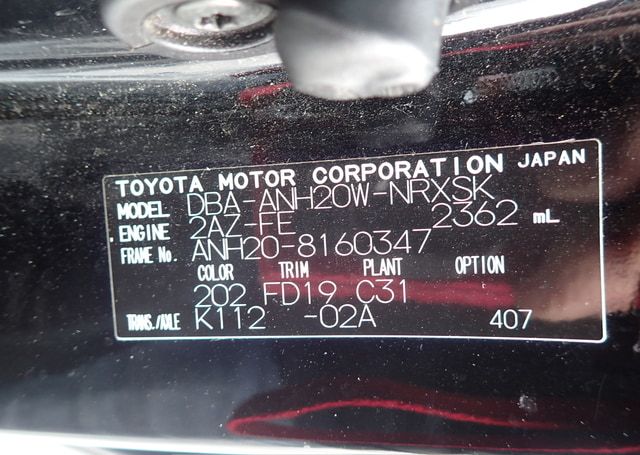 TOYOTA MOTOR CORPORATION JAPAN
MODEL DBA-ANH20W-NRXSK
ENGINE 2AZ-FE 2362 mL
FRAME No. ANH20-8160347
COLOR TRIM PLANT OPTION
202 FD19 C31
TRANS./AXLE K112 -02A 407